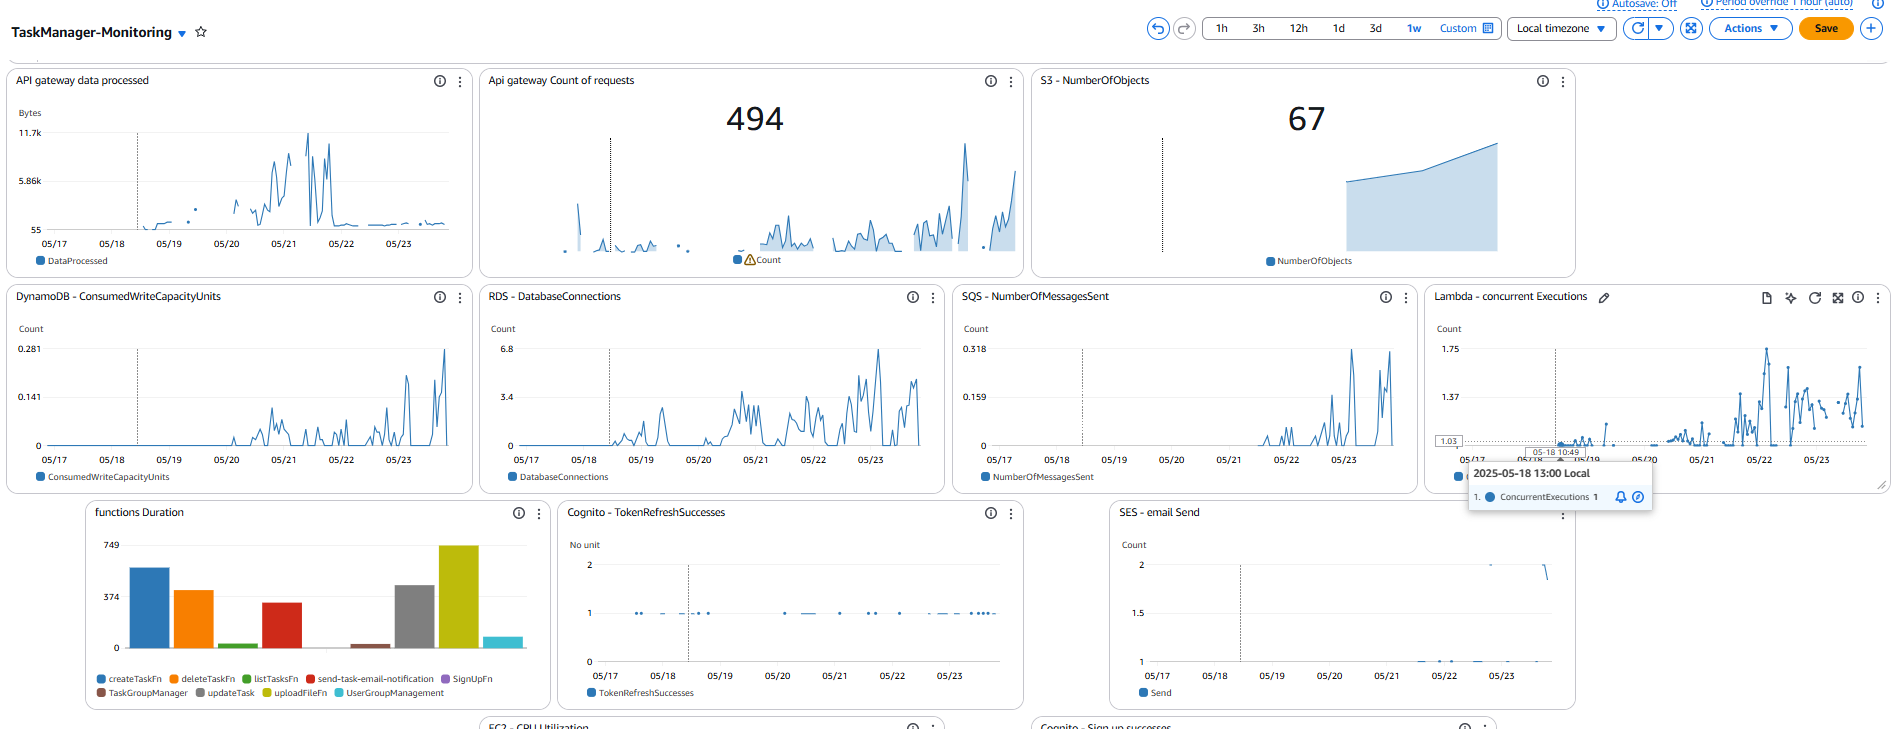 Autosave: Off Period override 1 hour (auto)
TaskManager-Monitoring
1h 3h 12h 1d 3d 1w Custom Local timezone Actions Save
API gateway data processed
Bytes
11.7k
5.86k
55
05/17 05/18 05/19 05/20 05/21 05/22 05/23
DataProcessed
Api gateway Count of requests
494
Count
S3 - NumberOfObjects
67
NumberOfObjects
DynamoDB - ConsumedWriteCapacityUnits
Count
0.281
0.141
0
05/17 05/18 05/19 05/20 05/21 05/22 05/23
ConsumedWriteCapacityUnits
RDS - DatabaseConnections
Count
6.8
3.4
0
05/17 05/18 05/19 05/20 05/21 05/22 05/23
DatabaseConnections
SQS - NumberOfMessagesSent
Count
0.318
0.159
0
05/17 05/18 05/19 05/20 05/21 05/22 05/23
NumberOfMessagesSent
Lambda - concurrent Executions
Count
1.75
1.37
1.03
05/17 05/19 05/20 05/21 05/22 05/23
05-18 10:49
2025-05-18 13:00 Local
1. ConcurrentExecutions 1
functions Duration
749
374
0
createTaskFn deleteTaskFn listTasksFn send-task-email-notification SignUpFn
TaskGroupManager updateTask uploadFileFn UserGroupManagement
Cognito - TokenRefreshSuccesses
No unit
2
1
0
05/17 05/18 05/19 05/20 05/21 05/22 05/23
TokenRefreshSuccesses
SES - email Send
Count
2
1.5
1
05/17 05/18 05/19 05/20 05/21 05/22 05/23
Send
EC2 - CPU Utilization
Cognito - Sign up successes